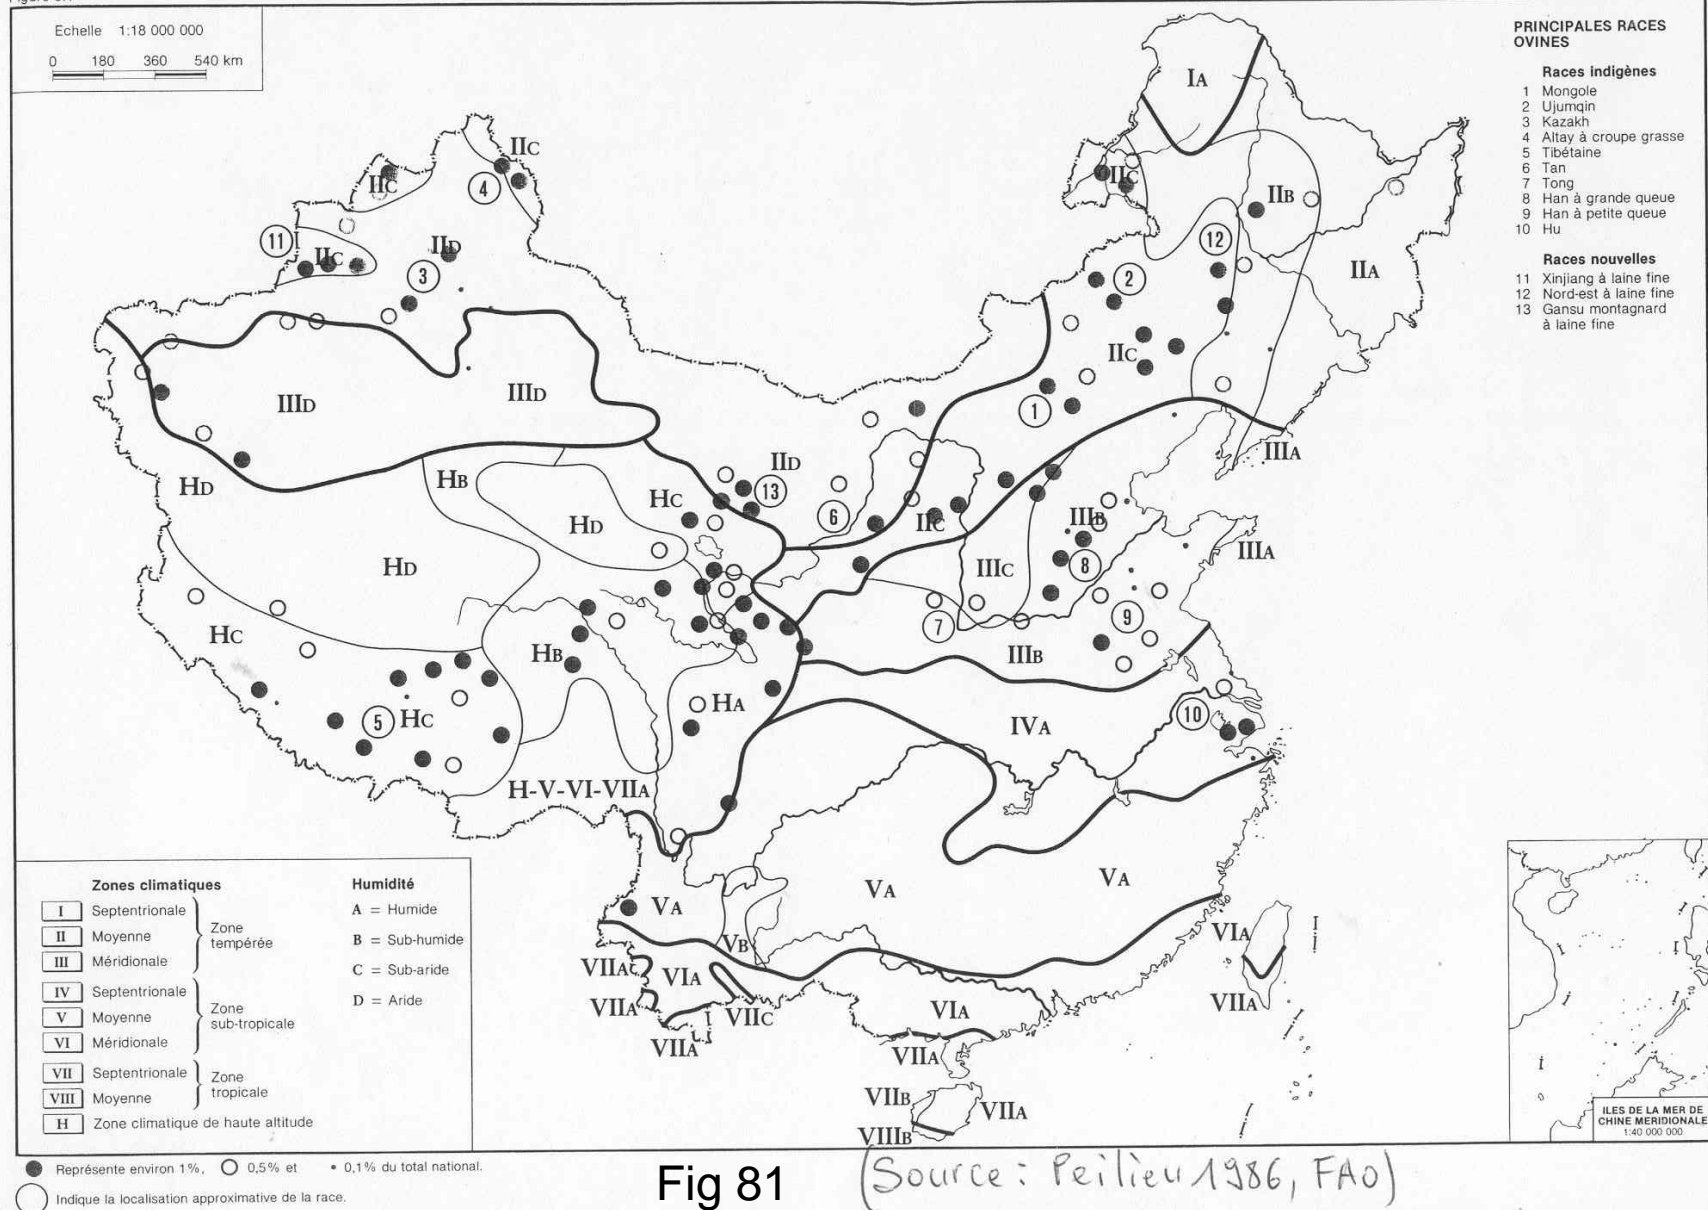 Echelle 1:18 000 000
0 180 360 540 km
PRINCIPALES RACES
OVINES
Races indigènes
1 Mongole
2 Ujumqin
3 Kazakh
4 Altay à croupe grasse
5 Tibétaine
6 Tan
7 Tong
8 Han à grande queue
9 Han à petite queue
10 Hu
Races nouvelles
11 Xinjiang à laine fine
12 Nord-est à laine fine
13 Gansu montagnard
à laine fine
IA
IIC
IIC
4
IIC
IIB
11
IIC
IID
3
12
2
IIA
IIC
IIID
IIID
1
IIIA
HD
HB
HC
IID
13
HD
6
IIC
IIIB
IIIA
HD
IIIC
8
HC
7
9
HB
IIIB
HA
5
HC
IVA
10
H-V-VI-VIIA
VA
VA
VA
VB
VIA
VIIA
VIA
VIIA
VIIC
VIA
VIIA
VIIA
VIIA
VIIB
VIIA
VIIIB
Zones climatiques
I Septentrionale
II Moyenne
III Méridionale
Zone
tempérée
IV Septentrionale
V Moyenne
VI Méridionale
Zone
sub-tropicale
VII Septentrionale
VIII Moyenne
Zone
tropicale
H Zone climatique de haute altitude
Humidité
A = Humide
B = Sub-humide
C = Sub-aride
D = Aride
ILES DE LA MER DE
CHINE MERIDIONALE
1:40 000 000
Représente environ 1%, 0,5% et 0,1% du total national.
Indique la localisation approximative de la race.
Fig 81
(Source : Peilieu 1986, FAO)